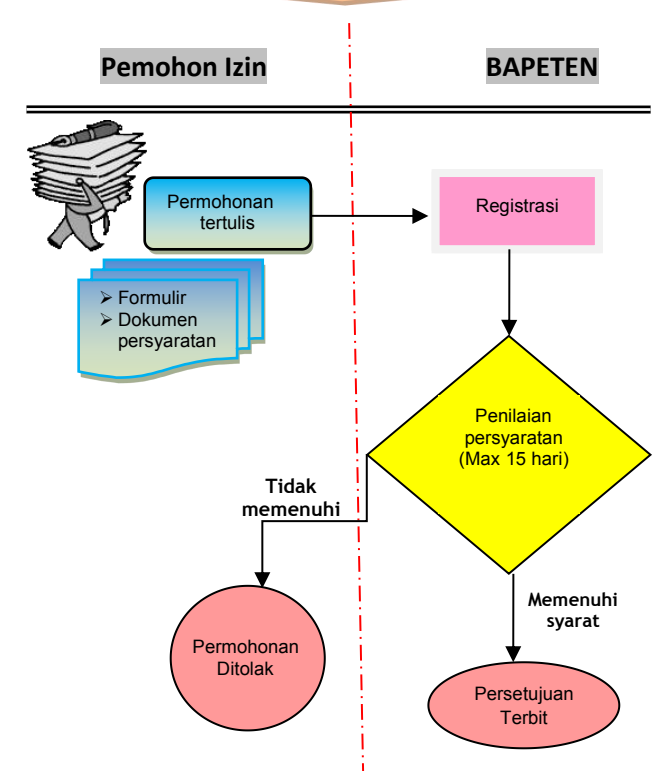 Pemohon Izin
BAPETEN
Permohonan
tertulis
Registrasi
➢ Formulir
➢ Dokumen
persyaratan
Penilaian
persyaratan
(Max 15 hari)
Tidak
memenuhi
Memenuhi
syarat
Permohonan
Ditolak
Persetujuan
Terbit